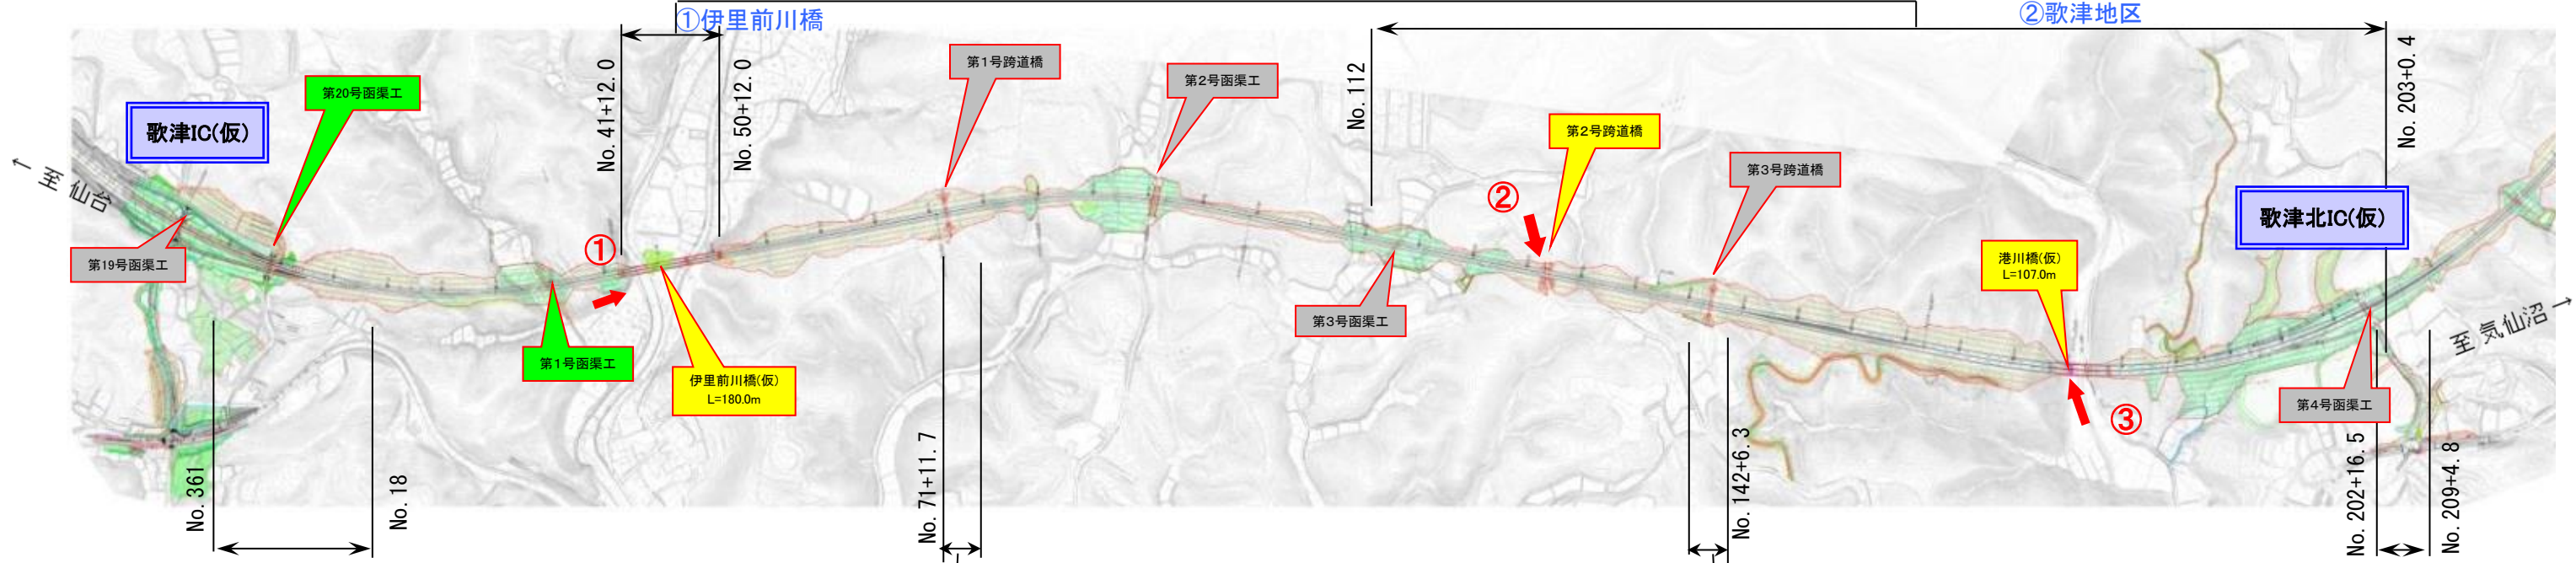 ①伊里前川橋
②歌津地区
No. 41+12. 0
No. 50+12. 0
No. 112
No. 203+0. 4
第1号跨道橋
第2号函渠工
第20号函渠工
歌津IC(仮)
第2号跨道橋
第3号跨道橋
← 至 仙台
①
②
歌津北IC(仮)
第19号函渠工
港川橋(仮)
L=107.0m
第3号函渠工
至 気仙沼 →
第1号函渠工
伊里前川橋(仮)
L=180.0m
第4号函渠工
③
No. 361
No. 18
No. 71+11. 7
No. 142+6. 3
No. 202+16. 5
No. 209+4. 8